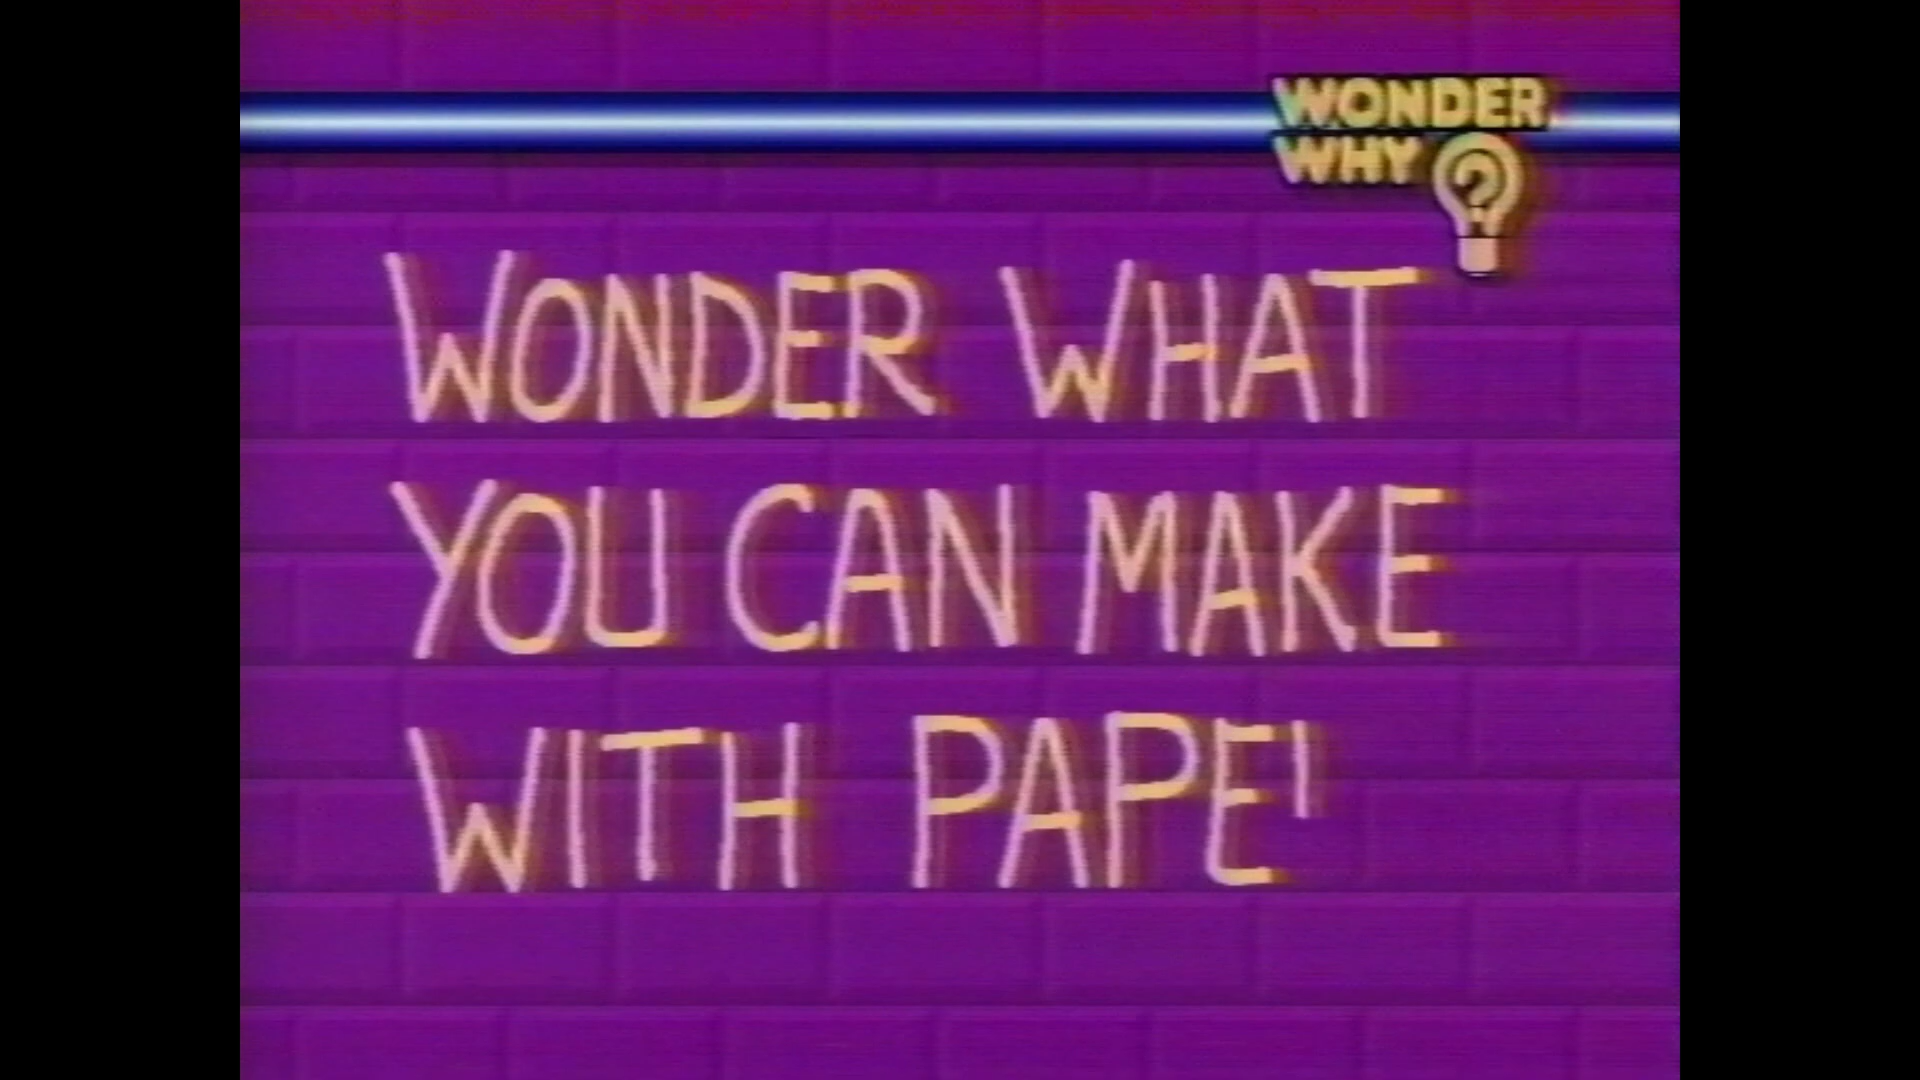 WONDER
WHY ?
WONDER WHAT
YOU CAN MAKE
WITH PAPE